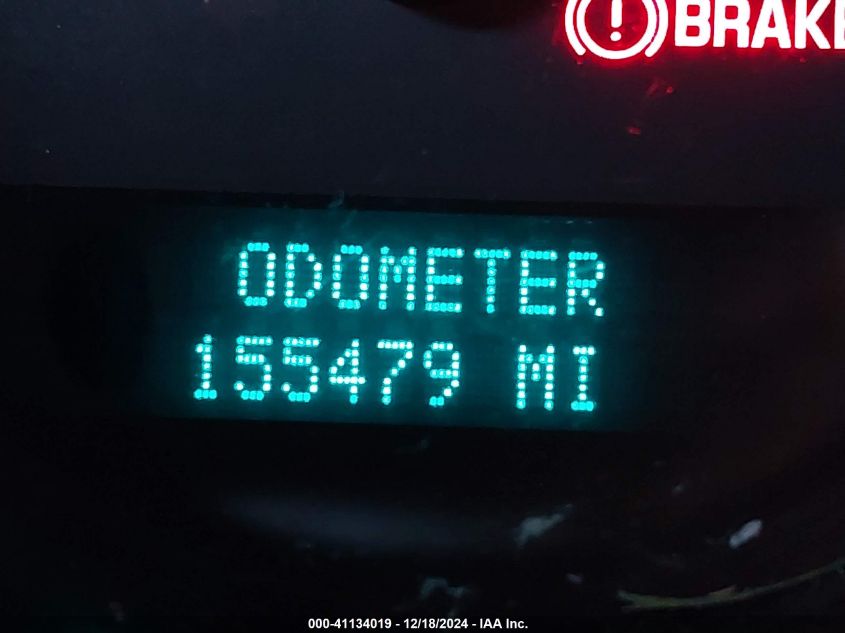 BRAKE
ODOMETER
155479 MI
000-41134019 - 12/18/2024 - IAA Inc.